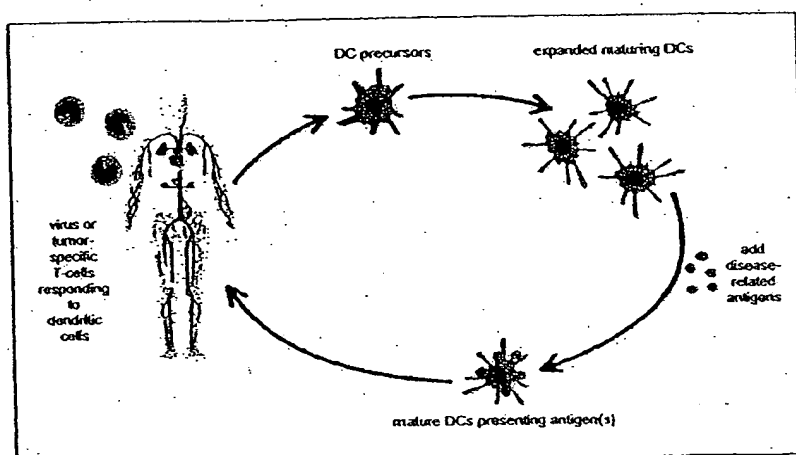 DC precursors
expanded maturing DCs
virus or
tumor-
specific
T-cells
responding
to
dendritic
cells
add
disease-
related
antigens
mature DCs presenting antigen(s)